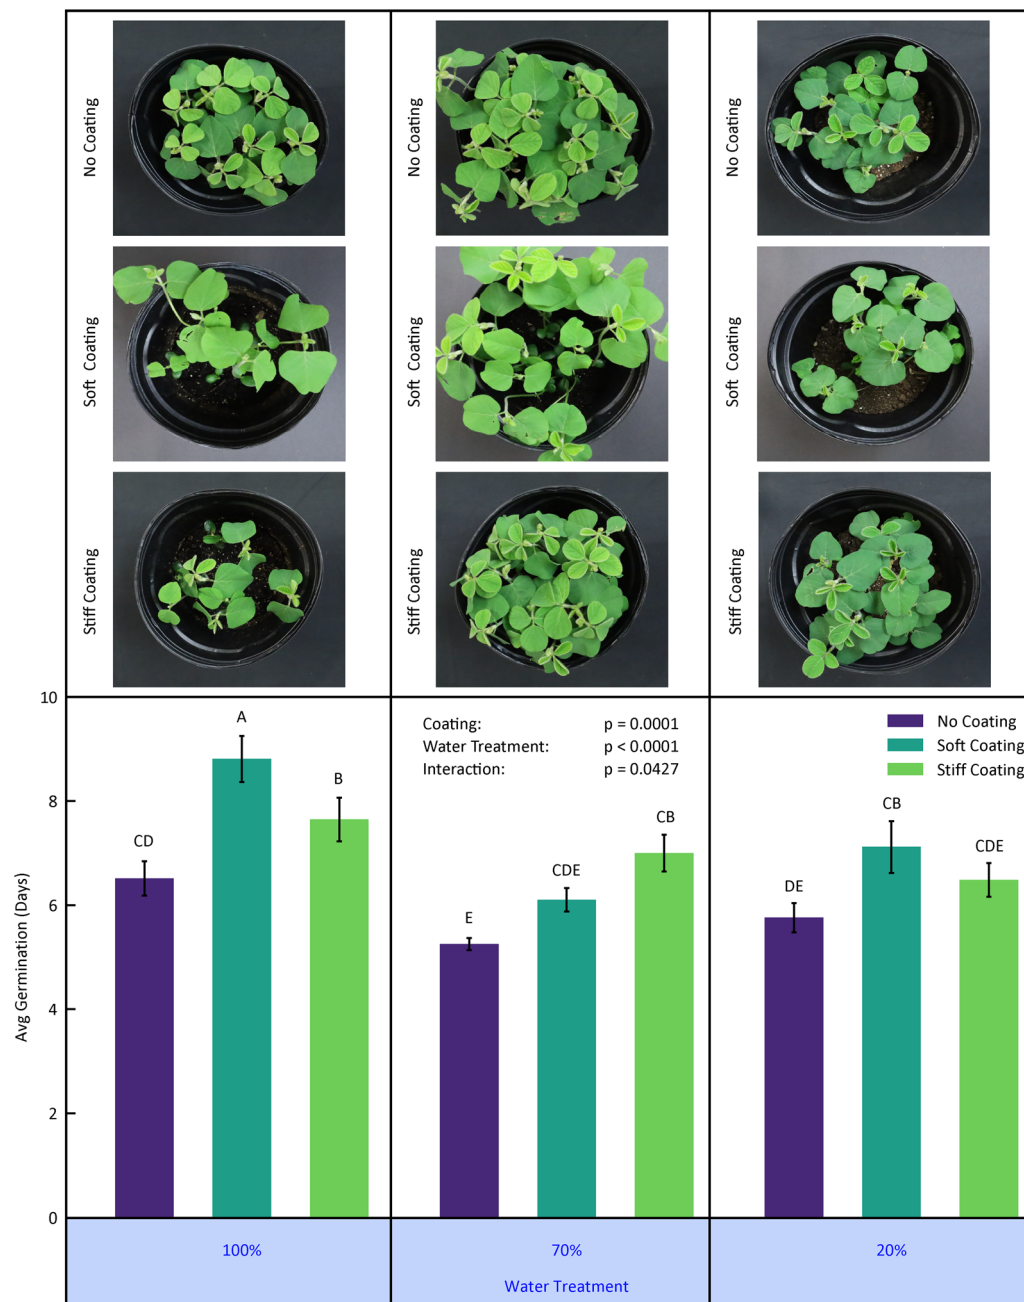 No Coating
No Coating
No Coating
Soft Coating
Soft Coating
Soft Coating
Stiff Coating
Stiff Coating
Stiff Coating
10
8
6
4
2
0
Avg Germination (Days)
CD
A
B
Coating: p = 0.0001
Water Treatment: p < 0.0001
Interaction: p = 0.0427
E
CDE
CB
No Coating
Soft Coating
Stiff Coating
DE
CB
CDE
100%
70%
20%
Water Treatment